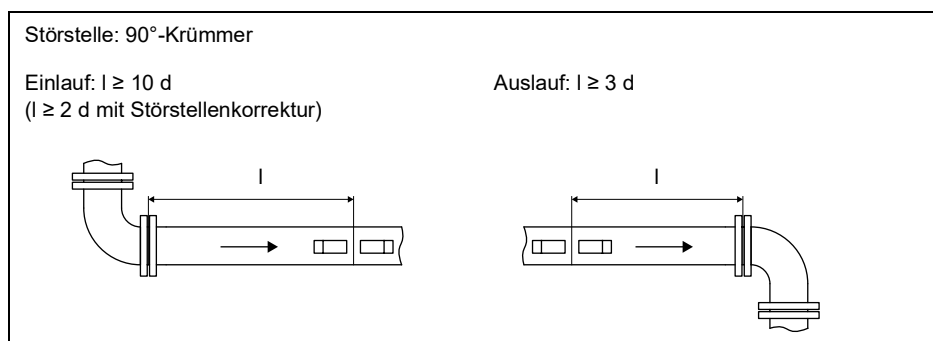 Störstelle: 90°-Krümmer
Einlauf: l ≥ 10 d
(l ≥ 2 d mit Störstellenkorrektur)
Auslauf: l ≥ 3 d
l
l